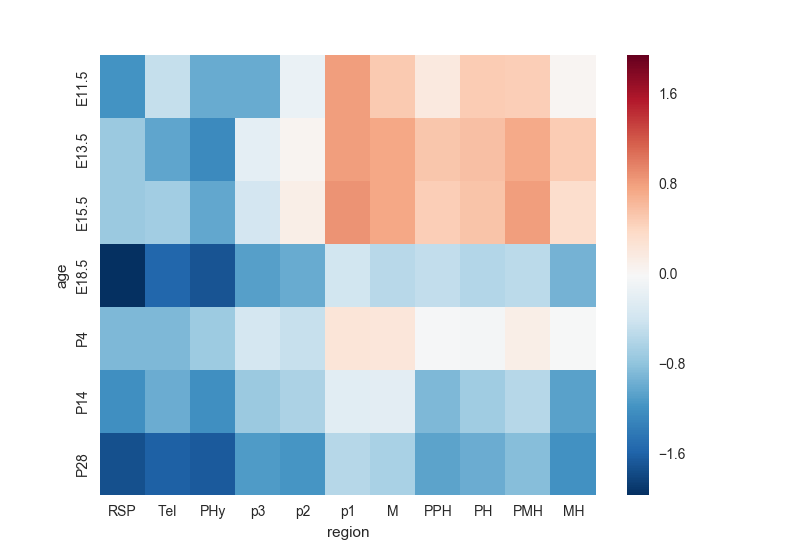 E11.5
E13.5
E15.5
E18.5
P4
P14
P28
age
RSP Tel PHy p3 p2 p1 M PPH PH PMH MH
region
1.6
0.8
0.0
−0.8
−1.6